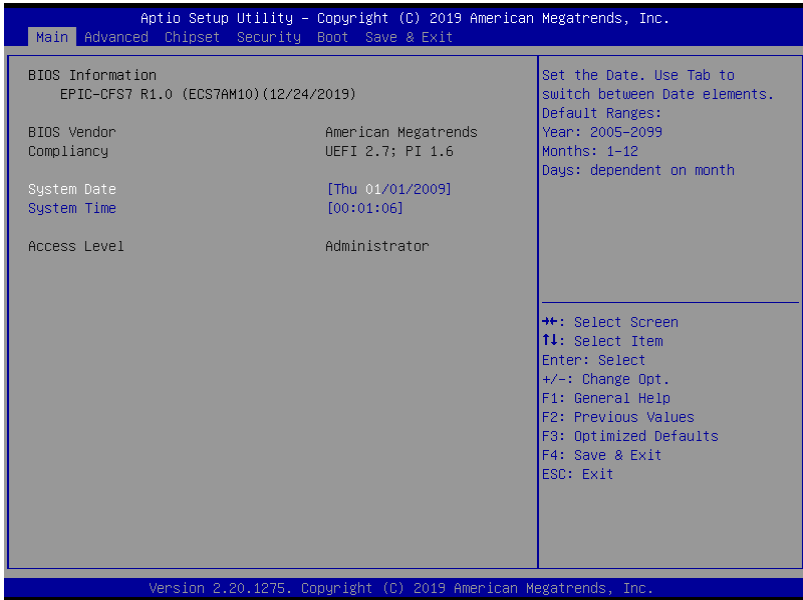 Aptio Setup Utility – Copyright (C) 2019 American Megatrends, Inc.
Main Advanced Chipset Security Boot Save & Exit
BIOS Information
EPIC-CFS7 R1.0 (ECS7AM10)(12/24/2019)
BIOS Vendor American Megatrends
Compliancy UEFI 2.7; PI 1.6
System Date [Thu 01/01/2009]
System Time [00:01:06]
Access Level Administrator
Set the Date. Use Tab to
switch between Date elements.
Default Ranges:
Year: 2005-2099
Months: 1-12
Days: dependent on month
→←: Select Screen
↑↓: Select Item
Enter: Select
+/-: Change Opt.
F1: General Help
F2: Previous Values
F3: Optimized Defaults
F4: Save & Exit
ESC: Exit
Version 2.20.1275. Copyright (C) 2019 American Megatrends, Inc.